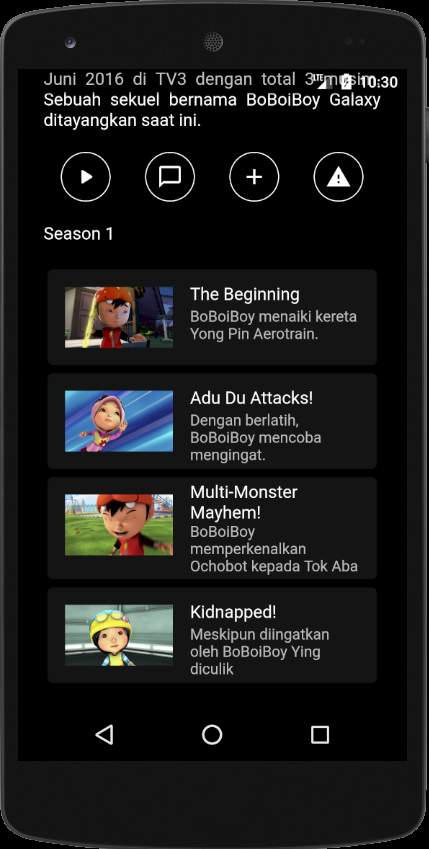 Juni 2016 di TV3 dengan total 3 musim.
LTE 10:30
Sebuah sekuel bernama BoBoiBoy Galaxy
ditayangkan saat ini.
Season 1
The Beginning
BoBoiBoy menaiki kereta
Yong Pin Aerotrain.
Adu Du Attacks!
Dengan berlatih,
BoBoiBoy mencoba
mengingat.
Multi-Monster
Mayhem!
BoBoiBoy
memperkenalkan
Ochobot kepada Tok Aba
Kidnapped!
Meskipun diingatkan
oleh BoBoiBoy Ying
diculik